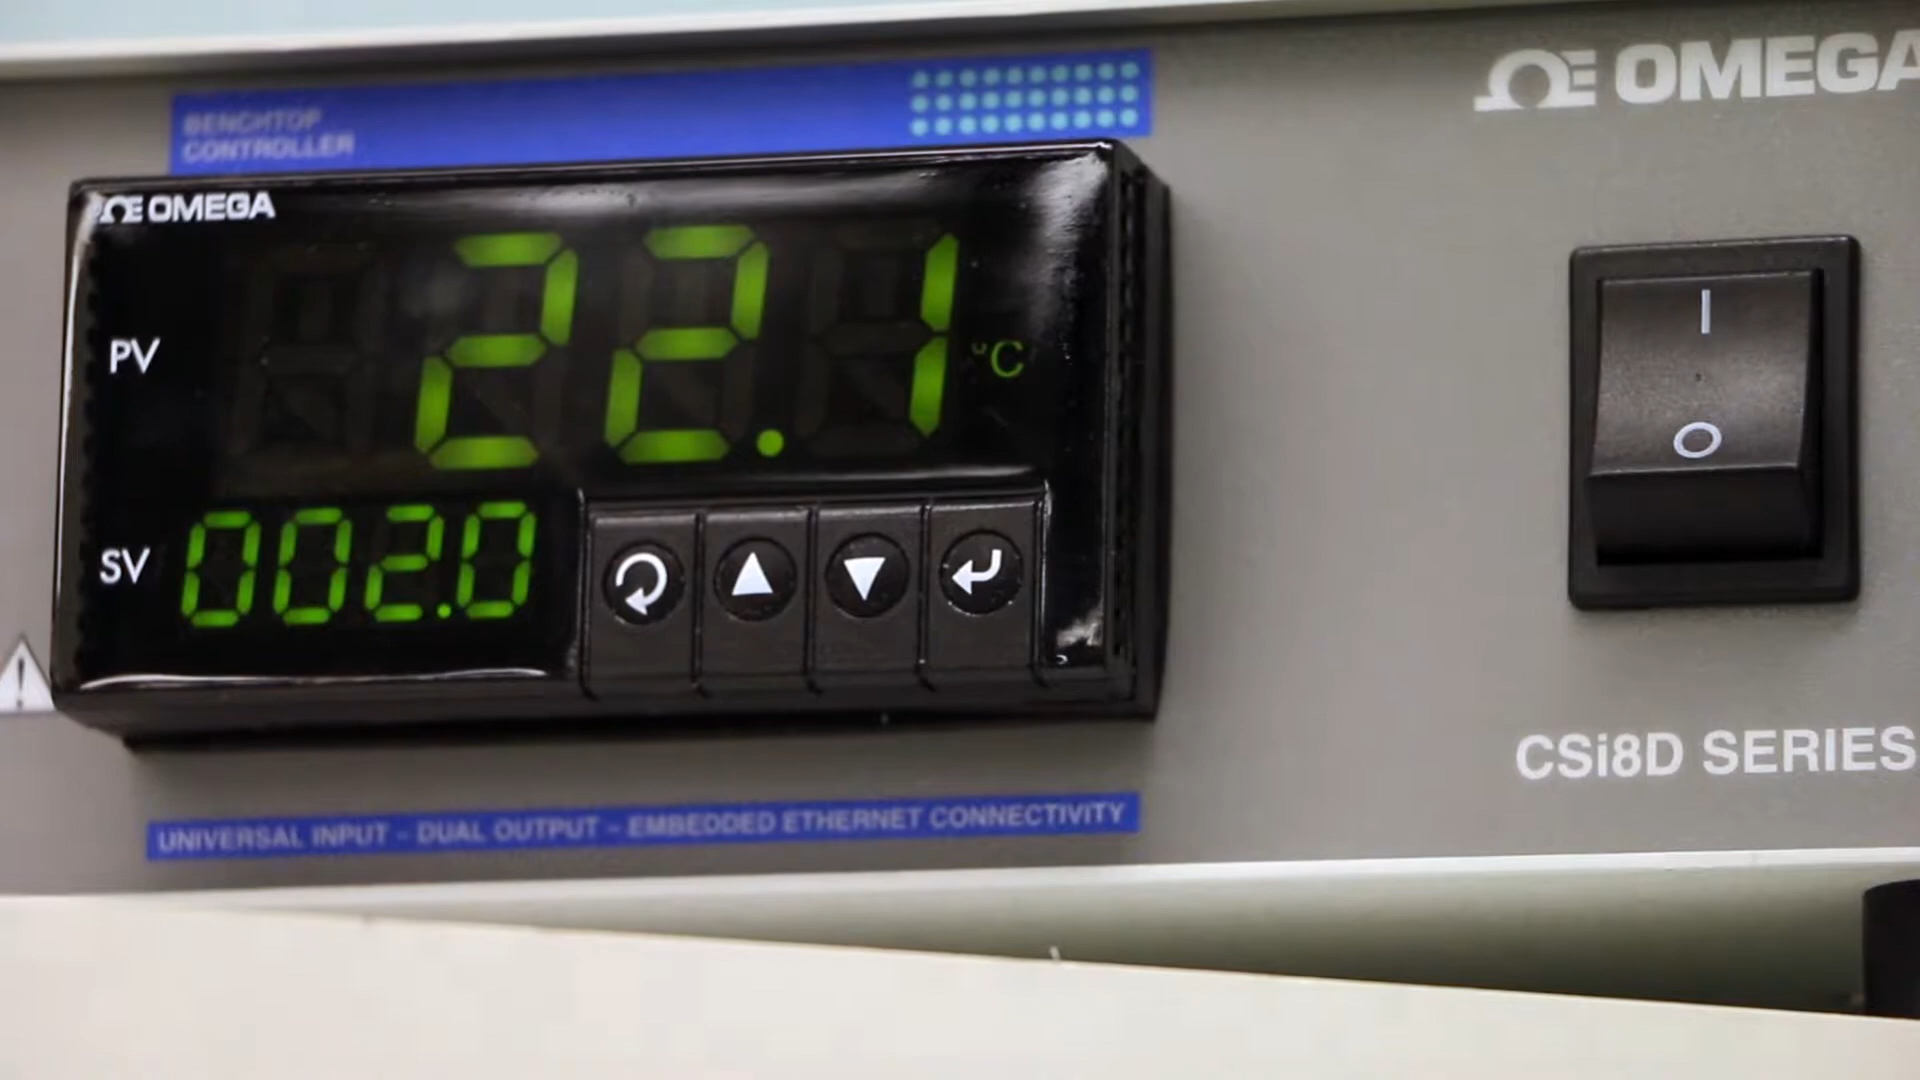 BENCHTOP
CONTROLLER
OMEGA
OMEGA
PV 22.1 °C
SV 002.0
I
O
CSi8D SERIES
UNIVERSAL INPUT - DUAL OUTPUT - EMBEDDED ETHERNET CONNECTIVITY